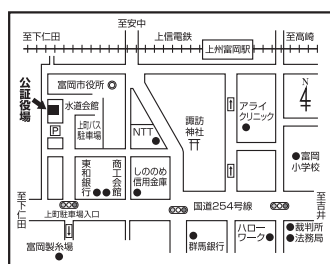 至安中
至下仁田
上信電鉄
上州富岡駅
至高崎
富岡市役所
公証役場
水道会館
P
上町バス
駐車場
NTT
諏訪
神社
アライ
クリニック
N
4
東和銀行
商工会館
しののめ
信用金庫
富岡
小学校
至下仁田
上町駐車場入口
国道254号線
至吉井
富岡製糸場
群馬銀行
ハロー
ワーク
裁判所
法務局